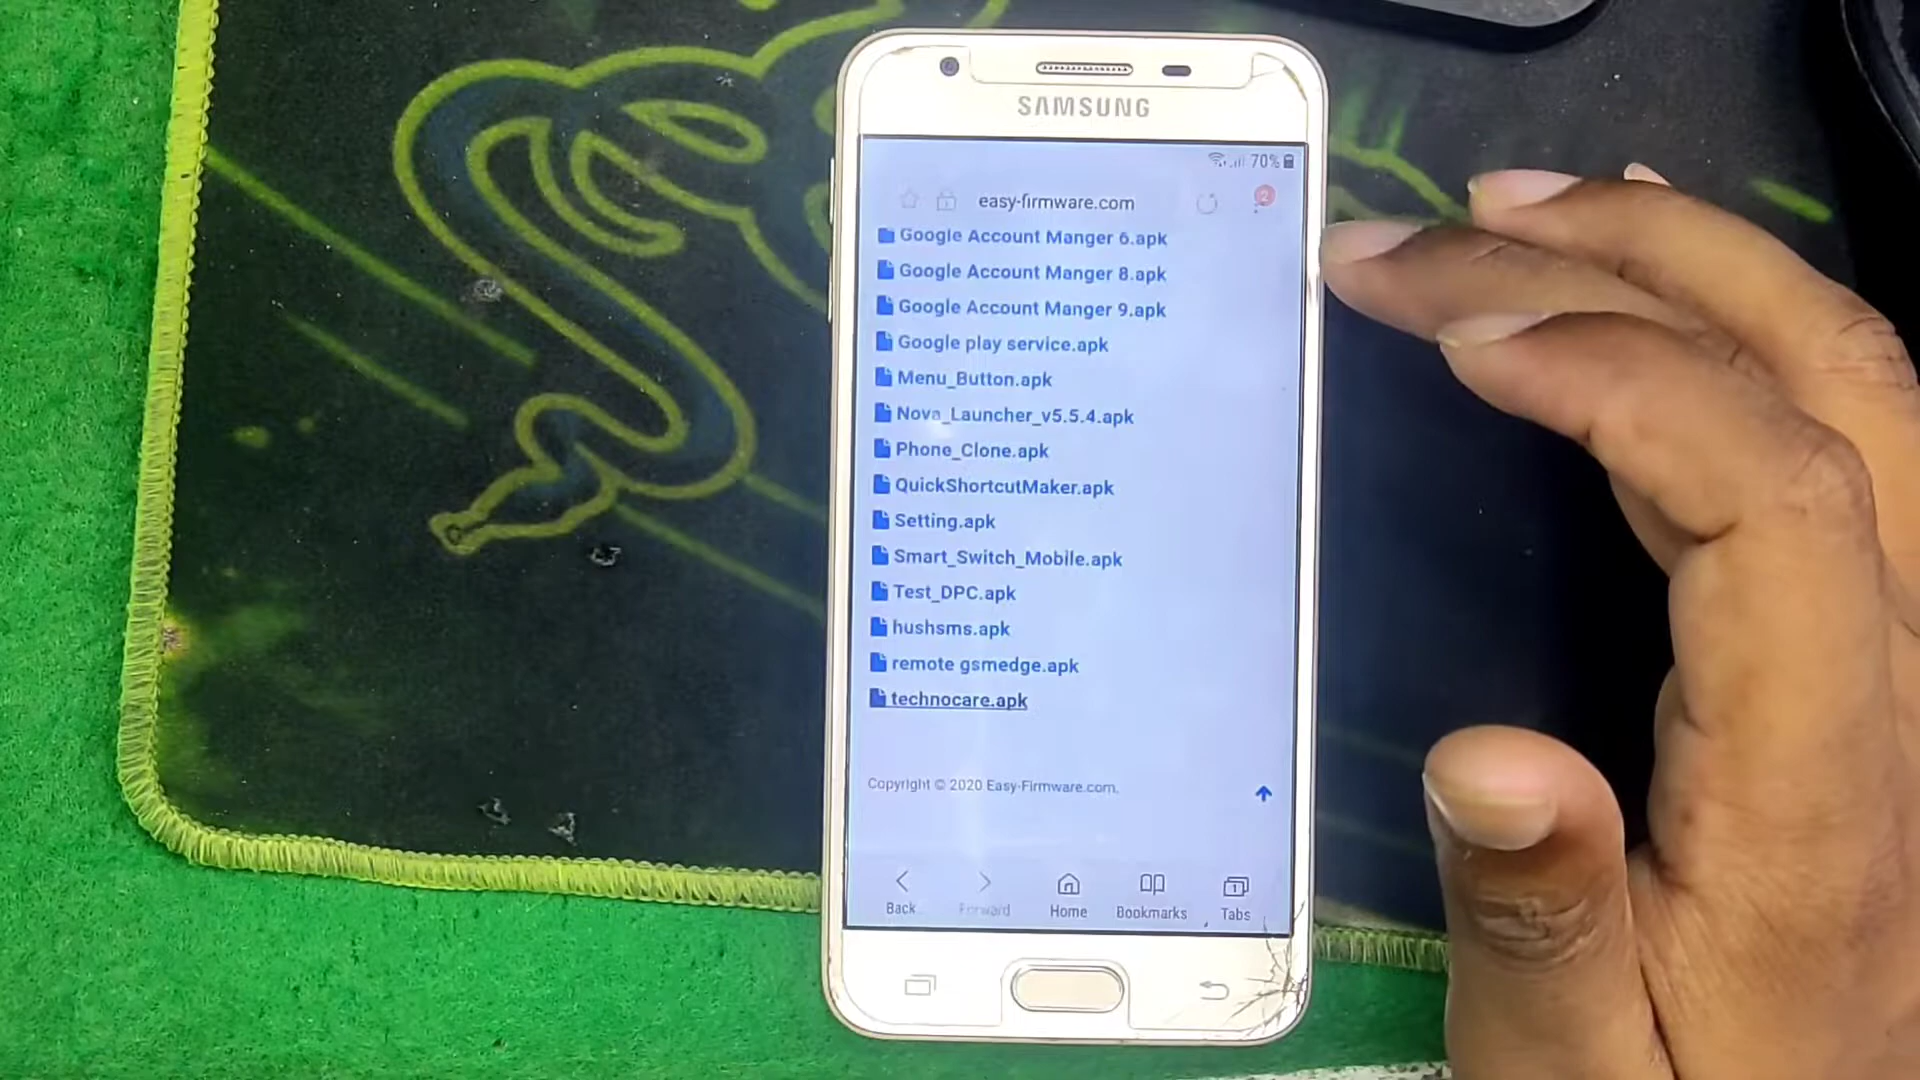 SAMSUNG
70%
easy-firmware.com
2
Google Account Manger 6.apk
Google Account Manger 8.apk
Google Account Manger 9.apk
Google play service.apk
Menu_Button.apk
Nova_Launcher_v5.5.4.apk
Phone_Clone.apk
QuickShortcutMaker.apk
Setting.apk
Smart_Switch_Mobile.apk
Test_DPC.apk
hushsms.apk
remote gsmedge.apk
technocare.apk
Copyright © 2020 Easy-Firmware.com.
1
Back Forward Home Bookmarks Tabs